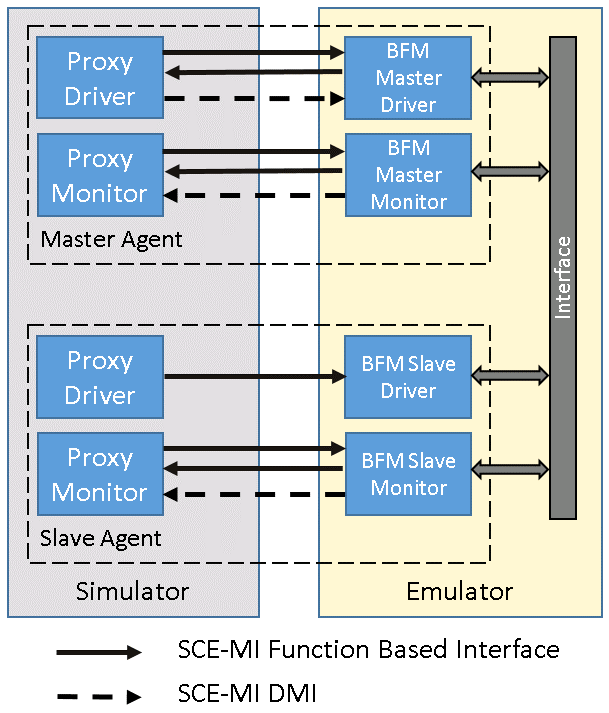 Proxy
Driver
BFM
Master
Driver
Proxy
Monitor
BFM
Master
Monitor
Master Agent
Interface
Proxy
Driver
BFM Slave
Driver
Proxy
Monitor
BFM Slave
Monitor
Slave Agent
Simulator
Emulator
SCE-MI Function Based Interface
SCE-MI DMI